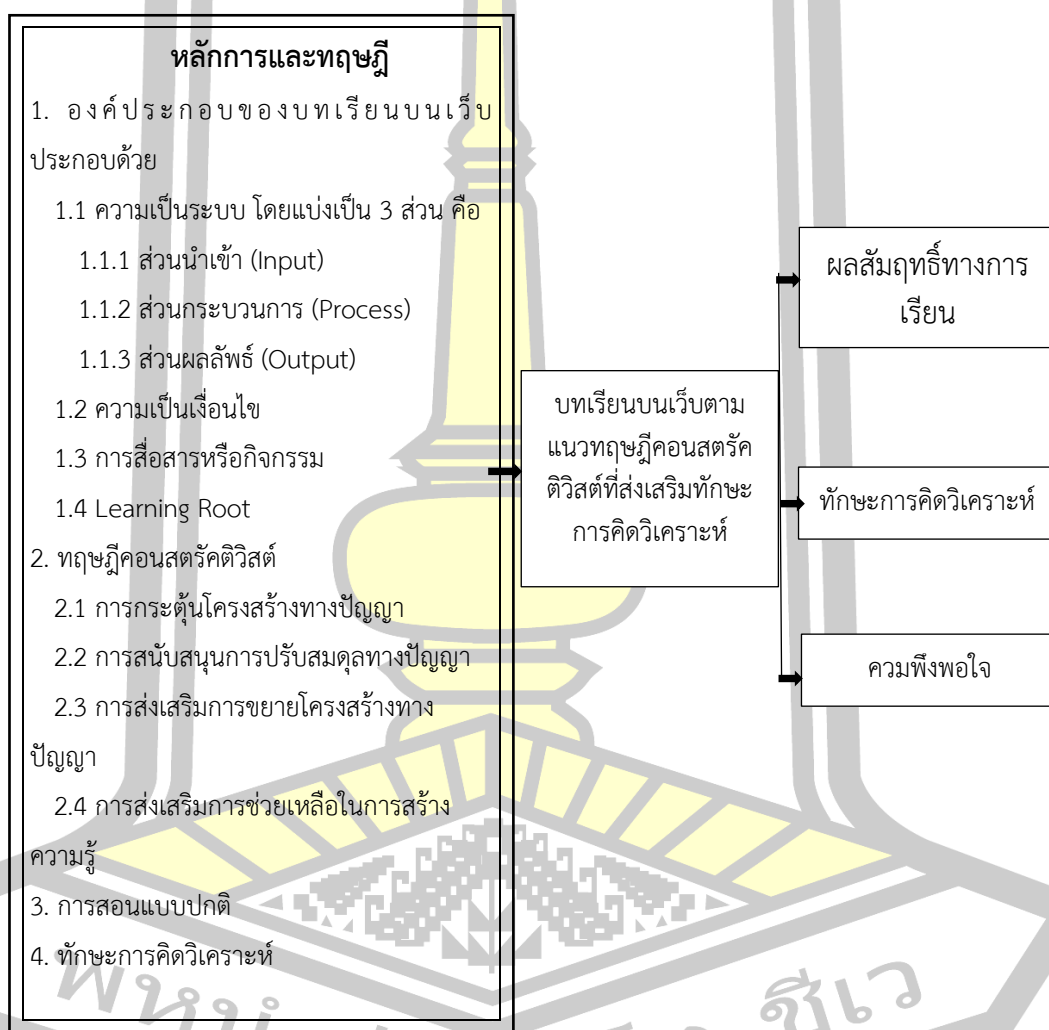 หลักการและทฤษฎี
1. องค์ประกอบของบทเรียนบนเว็บ
ประกอบด้วย
1.1 ความเป็นระบบ โดยแบ่งเป็น 3 ส่วน คือ
1.1.1 ส่วนนำเข้า (Input)
1.1.2 ส่วนกระบวนการ (Process)
1.1.3 ส่วนผลลัพธ์ (Output)
1.2 ความเป็นเงื่อนไข
1.3 การสื่อสารหรือกิจกรรม
1.4 Learning Root
2. ทฤษฎีคอนสตรัคติวิสต์
2.1 การกระตุ้นโครงสร้างทางปัญญา
2.2 การสนับสนุนการปรับสมดุลทางปัญญา
2.3 การส่งเสริมการขยายโครงสร้างทาง
ปัญญา
2.4 การส่งเสริมการช่วยเหลือในการสร้าง
ความรู้
3. การสอนแบบปกติ
4. ทักษะการคิดวิเคราะห์
บทเรียนบนเว็บตาม
แนวทฤษฎีคอนสตรัค
ติวิสต์ที่ส่งเสริมทักษะ
การคิดวิเคราะห์
ผลสัมฤทธิ์ทางการ
เรียน
ทักษะการคิดวิเคราะห์
ควมพึงพอใจ
ชีเว